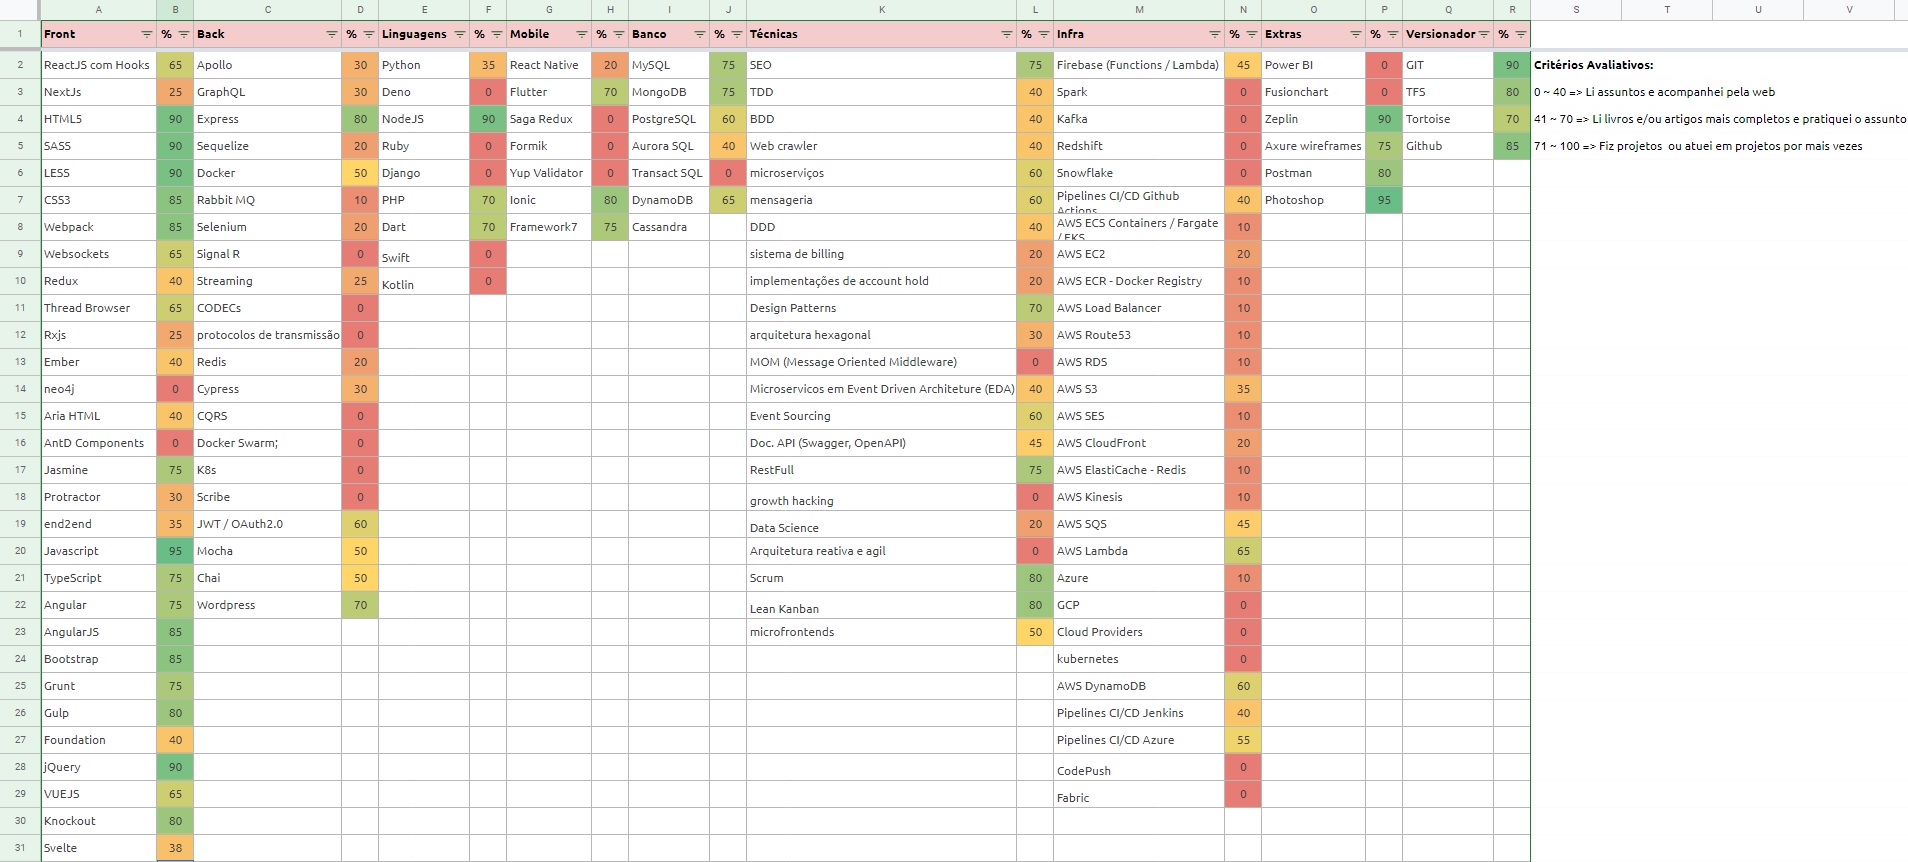 A B C D E F G H I J K L M N O P Q R S T U V
1 Front % Back % Linguagens % Mobile % Banco % Técnicas % Infra % Extras % Versionador %
2 ReactJS com Hooks 65 Apollo 30 Python 35 React Native 20 MySQL 75 SEO 75 Firebase (Functions / Lambda) 45 Power BI 0 GIT 90 Critérios Avaliativos:
3 NextJs 25 GraphQL 30 Deno 0 Flutter 70 MongoDB 75 TDD 40 Spark 0 Fusionchart 0 TFS 80 0 ~ 40 => Li assuntos e acompanhei pela web
4 HTML5 90 Express 80 NodeJS 90 Saga Redux 0 PostgreSQL 60 BDD 40 Kafka 0 Zeplin 90 Tortoise 70 41 ~ 70 => Li livros e/ou artigos mais completos e pratiquei o assunto
5 SASS 90 Sequelize 20 Ruby 0 Formik 0 Aurora SQL 40 Web crawler 40 Redshift 0 Axure wireframes 75 Github 85 71 ~ 100 => Fiz projetos ou atuei em projetos por mais vezes
6 LESS 90 Docker 50 Django 0 Yup Validator 0 Transact SQL 0 microserviços 60 Snowflake 0 Postman 80
7 CSS3 85 Rabbit MQ 10 PHP 70 Ionic 80 DynamoDB 65 mensageria 60 Pipelines CI/CD Github Actions 40 Photoshop 95
8 Webpack 85 Selenium 20 Dart 70 Framework7 75 Cassandra DDD 40 AWS ECS Containers / Fargate / EKS 10
9 Websockets 65 Signal R 0 Swift 0 sistema de billing 20 AWS EC2 20
10 Redux 40 Streaming 25 Kotlin 0 implementações de account hold 20 AWS ECR - Docker Registry 10
11 Thread Browser 65 CODECs 0 Design Patterns 70 AWS Load Balancer 10
12 Rxjs 25 protocolos de transmissão 0 arquitetura hexagonal 30 AWS Route53 10
13 Ember 40 Redis 20 MOM (Message Oriented Middleware) 0 AWS RDS 10
14 neo4j 0 Cypress 30 Microservicos em Event Driven Architeture (EDA) 40 AWS S3 35
15 Aria HTML 40 CQRS 0 Event Sourcing 60 AWS SES 10
16 AntD Components 0 Docker Swarm; 0 Doc. API (Swagger, OpenAPI) 45 AWS CloudFront 20
17 Jasmine 75 K8s 0 RestFull 75 AWS ElastiCache - Redis 10
18 Protractor 30 Scribe 0 growth hacking 0 AWS Kinesis 10
19 end2end 35 JWT / OAuth2.0 60 Data Science 20 AWS SQS 45
20 Javascript 95 Mocha 50 Arquitetura reativa e agil 0 AWS Lambda 65
21 TypeScript 75 Chai 50 Scrum 80 Azure 10
22 Angular 75 Wordpress 70 Lean Kanban 80 GCP 0
23 AngularJS 85 microfrontends 50 Cloud Providers 0
24 Bootstrap 85 kubernetes 0
25 Grunt 75 AWS DynamoDB 60
26 Gulp 80 Pipelines CI/CD Jenkins 40
27 Foundation 40 Pipelines CI/CD Azure 55
28 jQuery 90 CodePush 0
29 VUEJS 65 Fabric 0
30 Knockout 80
31 Svelte 38